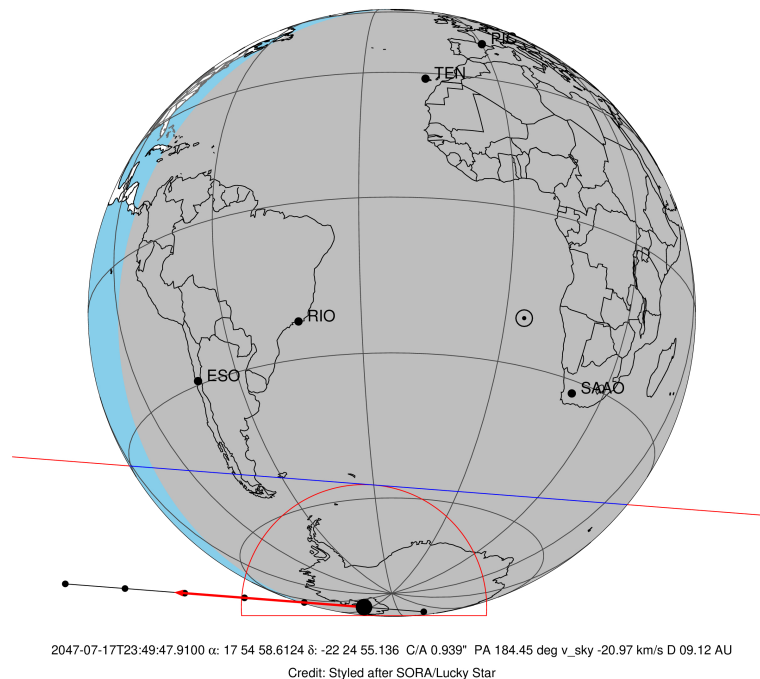 PIC
TEN
RIO
ESO
SAAO
2047-07-17T23:49:47.9100 α: 17 54 58.6124 δ: -22 24 55.136 C/A 0.939" PA 184.45 deg v_sky -20.97 km/s D 09.12 AU
Credit: Styled after SORA/Lucky Star